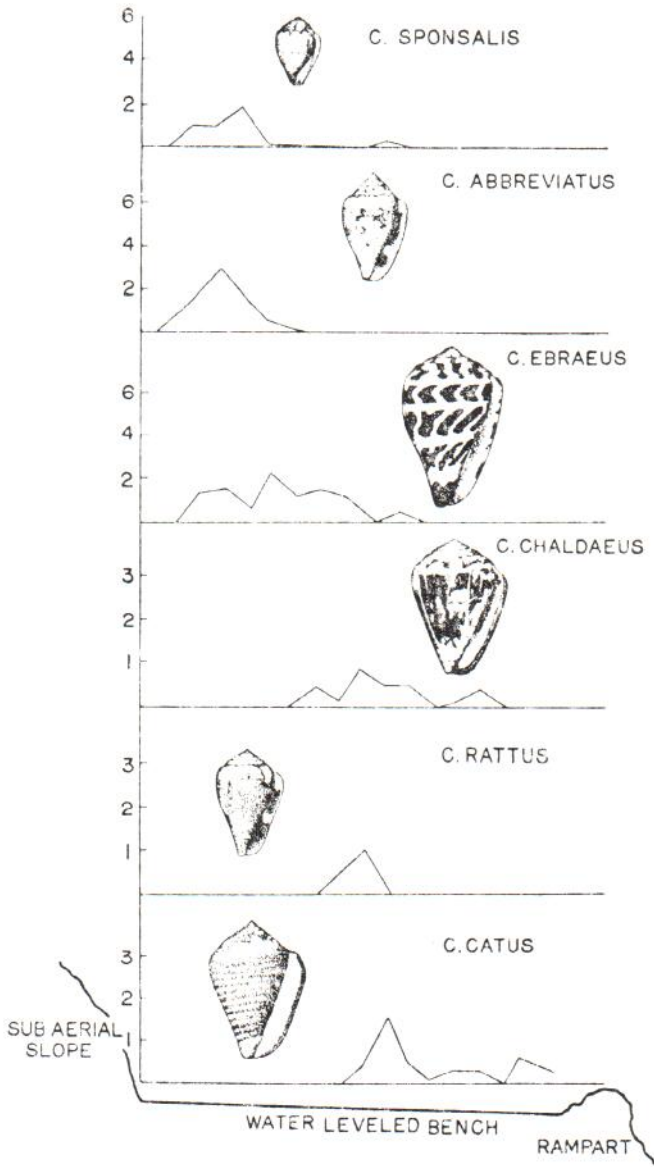 6
C. SPONSALIS
4
2
C. ABBREVIATUS
6
4
2
C. EBRAEUS
6
4
2
C. CHALDAEUS
3
2
1
C. RATTUS
3
2
1
C. CATUS
3
2
1
SUB AERIAL
SLOPE
WATER LEVELED BENCH
RAMPART